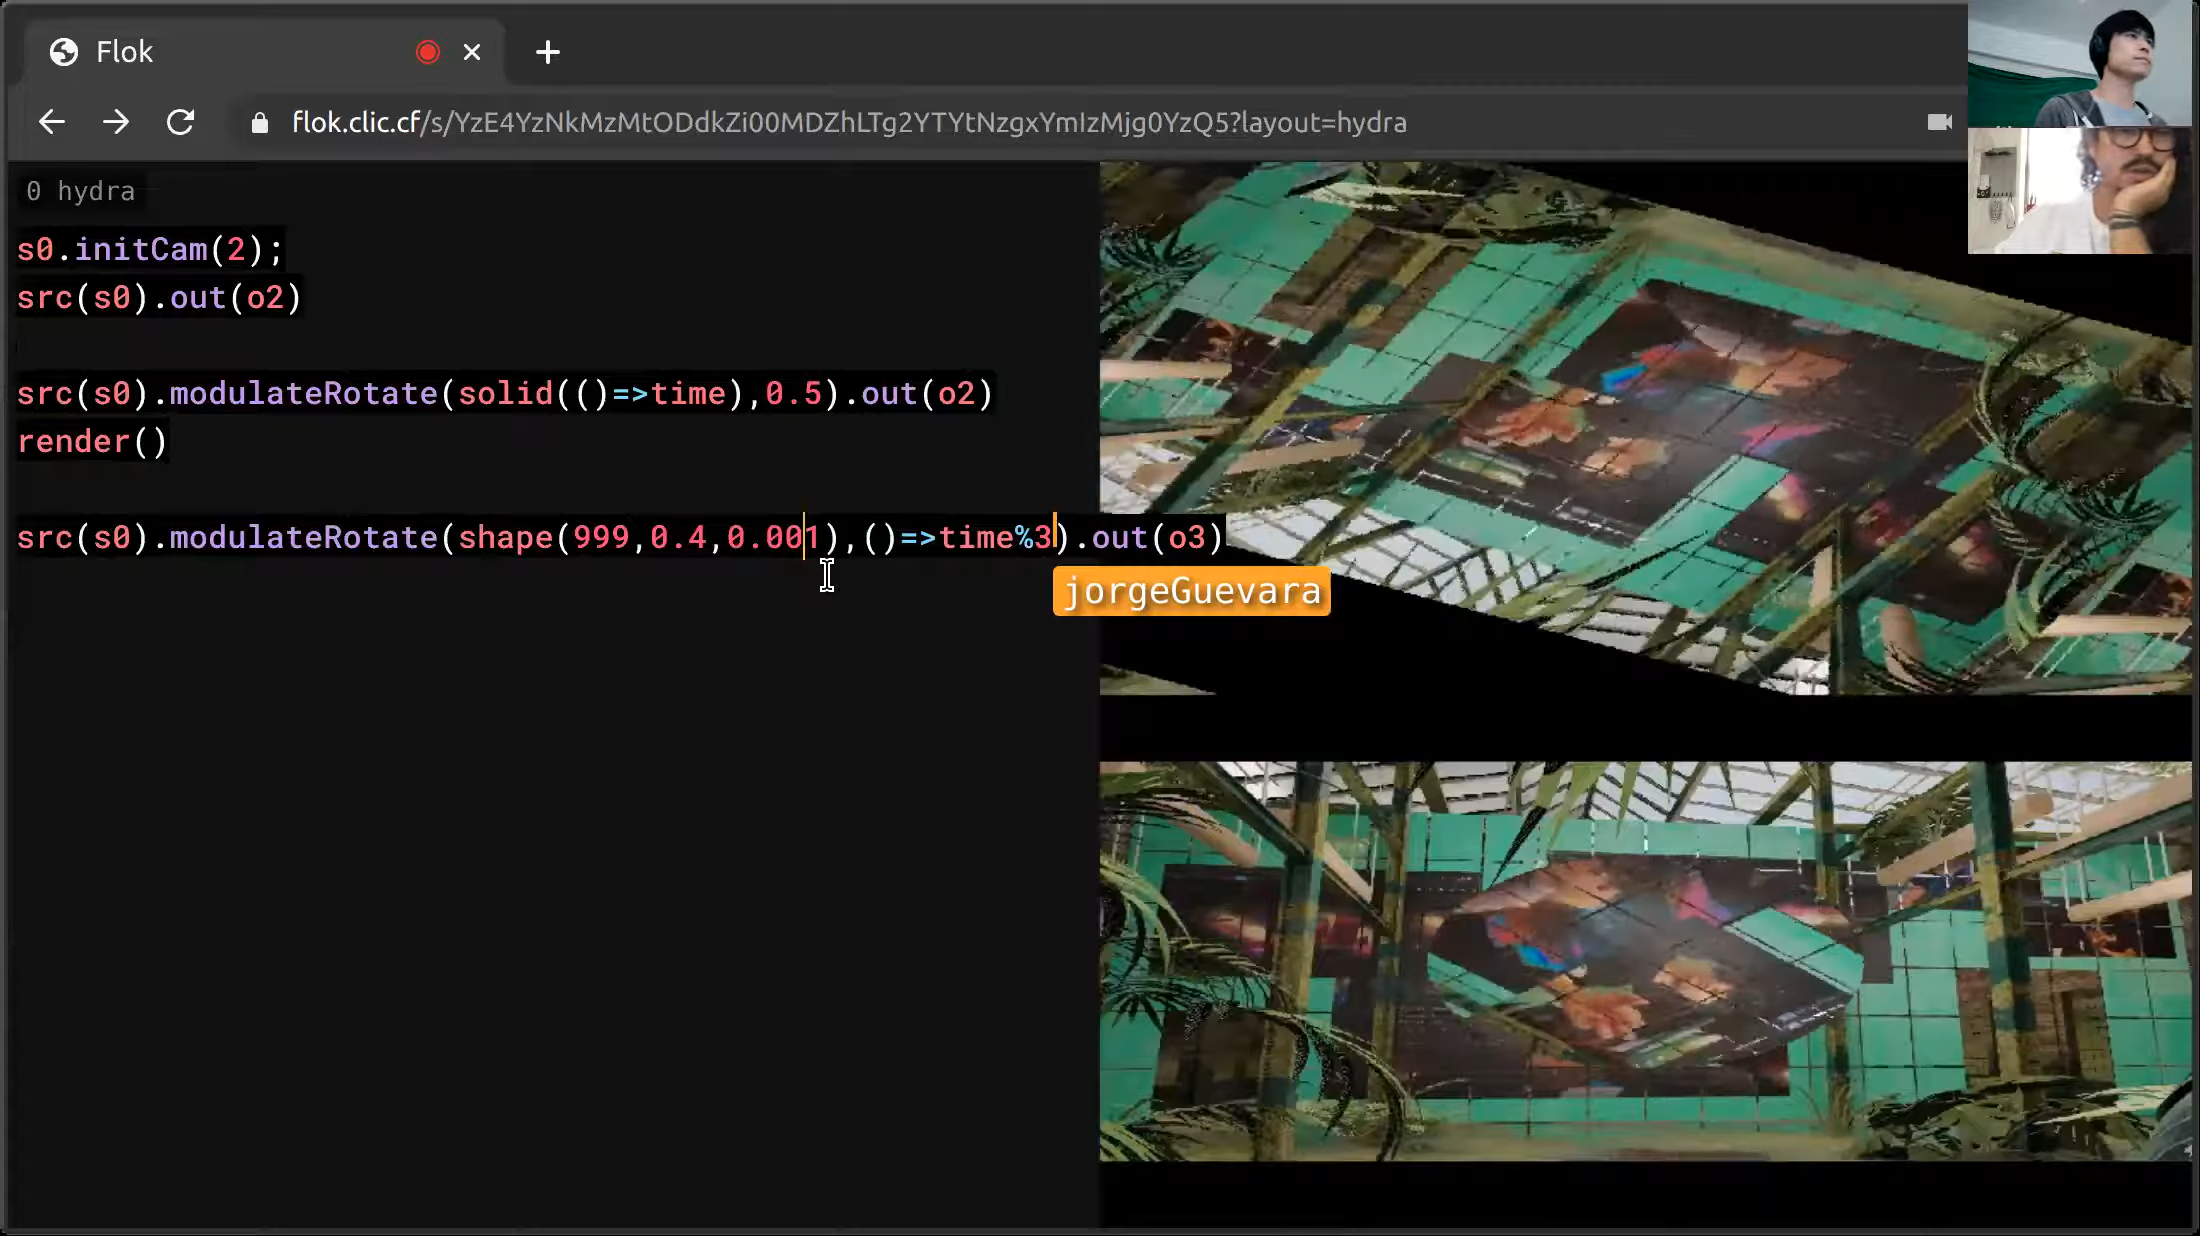 Flok
flok.clic.cf/s/YzE4YzNkMzMtODdkZi00MDZhLTg2YTYtNzgxYmIzMjg0YzQ5?layout=hydra
0 hydra
s0.initCam(2);
src(s0).out(o2)
src(s0).modulateRotate(solid(()=>time),0.5).out(o2)
render()
src(s0).modulateRotate(shape(999,0.4,0.001),()=>time%3).out(o3)
jorgeGuevara